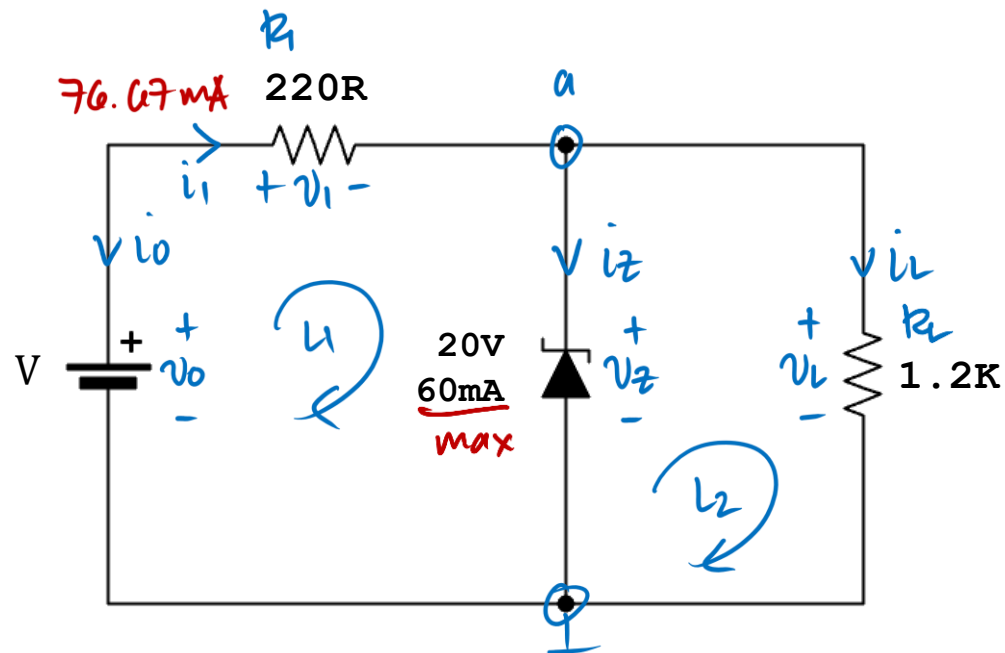 R1
76.67mA 220R
a
i1
+ v1 -
i0
iz
iL
V
+
+
v0
-
L1
20V
60mA
max
+
vz
-
+
vL
-
RL
1.2K
L2